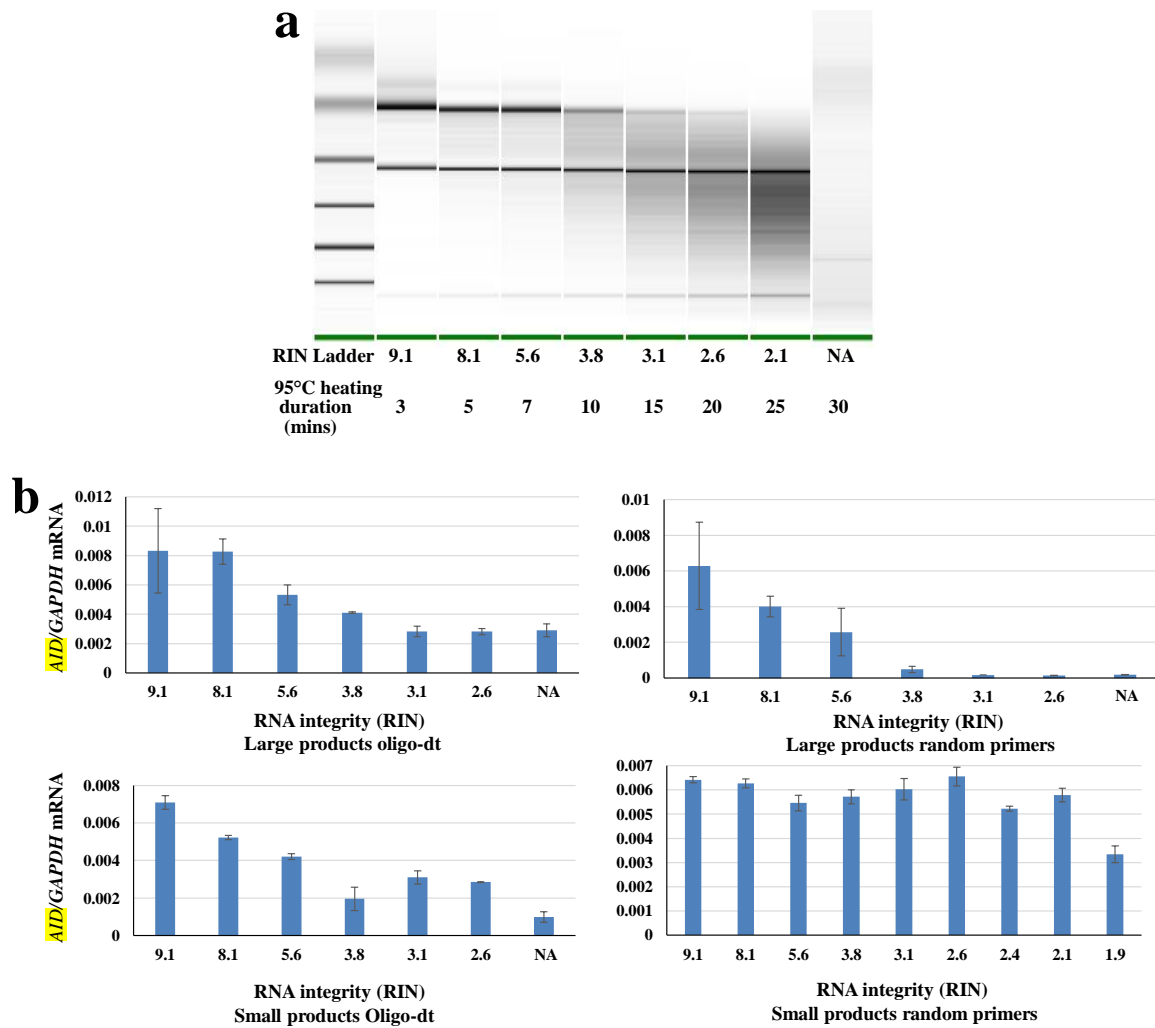 a
RIN Ladder 9.1 8.1 5.6 3.8 3.1 2.6 2.1 NA
95°C heating
duration 3 5 7 10 15 20 25 30
(mins)
b
AID/GAPDH mRNA
0.012
0.01
0.008
0.006
0.004
0.002
0
9.1 8.1 5.6 3.8 3.1 2.6 NA
RNA integrity (RIN)
Large products oligo-dt
0.01
0.008
0.006
0.004
0.002
0
9.1 8.1 5.6 3.8 3.1 2.6 NA
RNA integrity (RIN)
Large products random primers
AID/GAPDH mRNA
0.008
0.006
0.004
0.002
0
9.1 8.1 5.6 3.8 3.1 2.6 NA
RNA integrity (RIN)
Small products Oligo-dt
0.007
0.006
0.005
0.004
0.003
0.002
0.001
0
9.1 8.1 5.6 3.8 3.1 2.6 2.4 2.1 1.9
RNA integrity (RIN)
Small products random primers